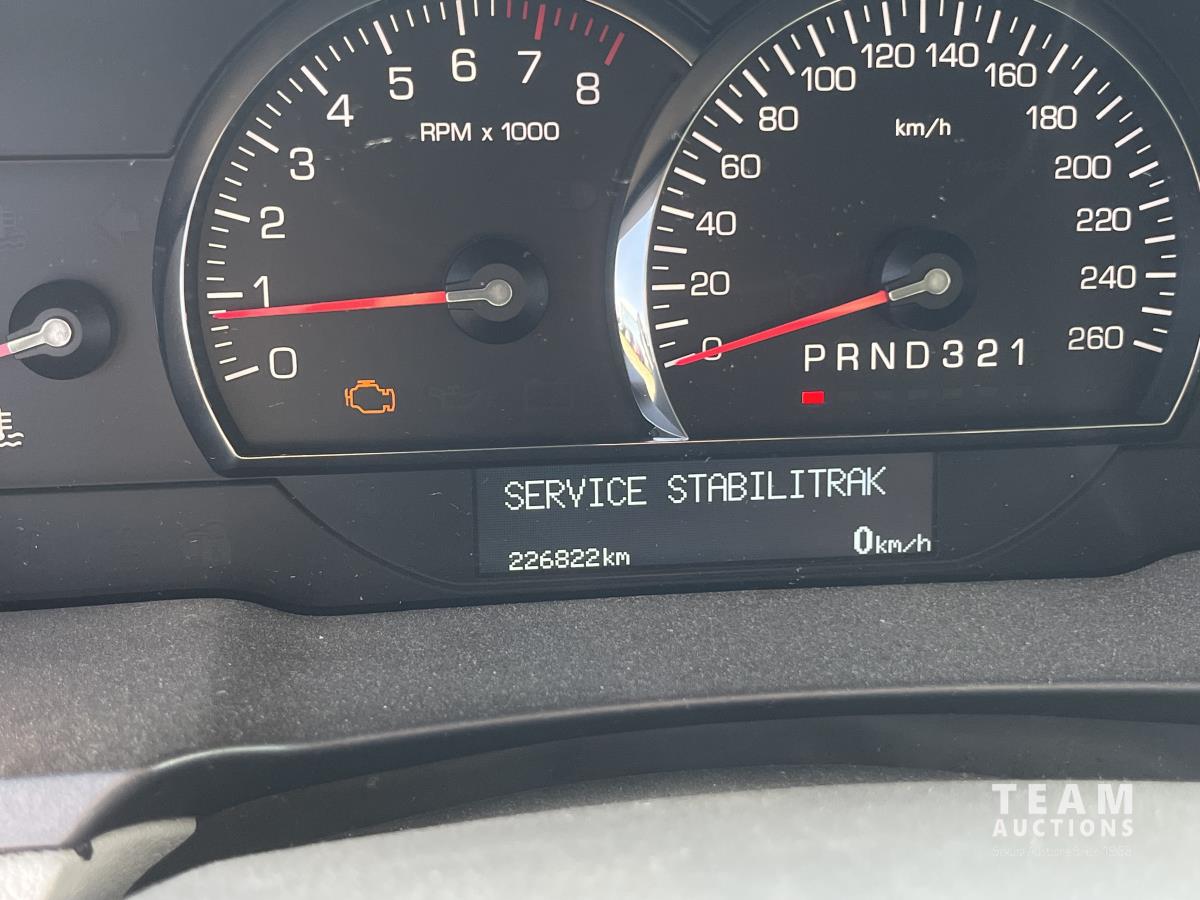 0 1 2 3 4 5 6 7 8
RPM x 1000
0 20 40 60 80 100 120 140 160 180 200 220 240 260
km/h
PRND321
SERVICE STABILITRAK
226822km
0km/h
TEAM
AUCTIONS